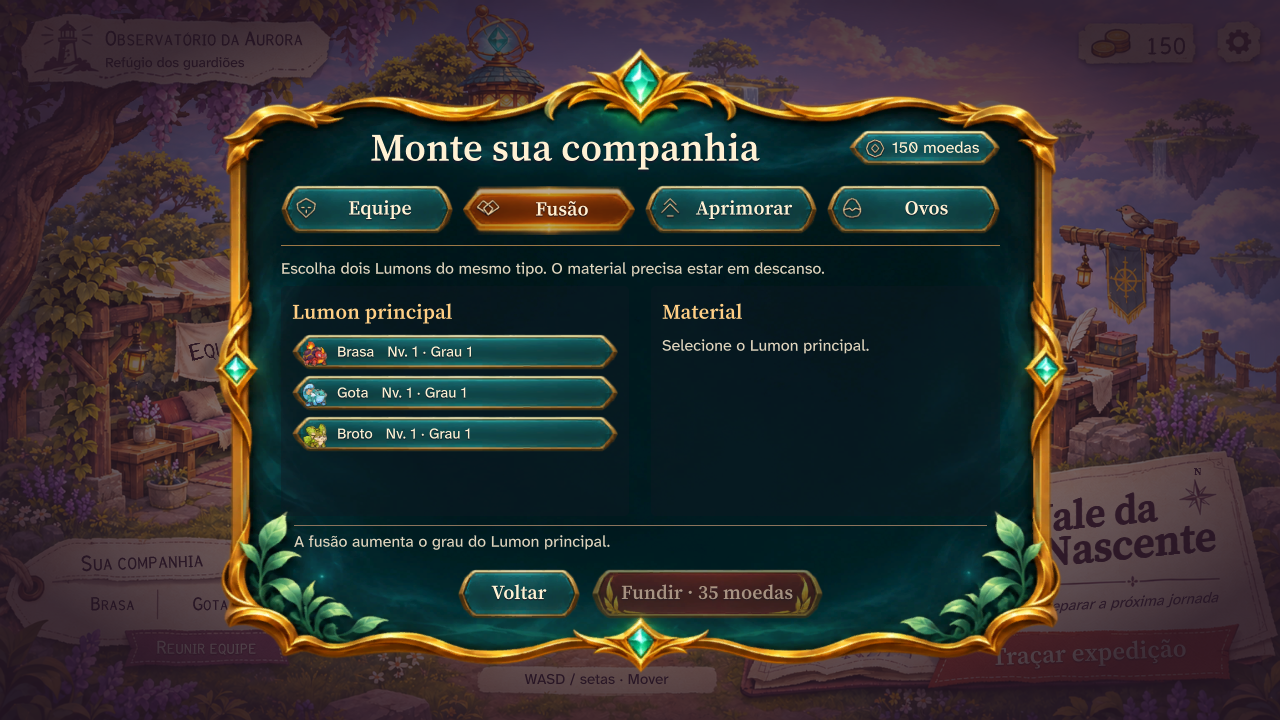 OBSERVATÓRIO DA AURORA
Refúgio dos guardiões
150
Monte sua companhia
150 moedas
Equipe
Fusão
Aprimorar
Ovos
Escolha dois Lumons do mesmo tipo. O material precisa estar em descanso.
Lumon principal
Brasa Nv. 1 · Grau 1
Gota Nv. 1 · Grau 1
Broto Nv. 1 · Grau 1
Material
Selecione o Lumon principal.
A fusão aumenta o grau do Lumon principal.
Voltar
Fundir · 35 moedas
SUA COMPANHIA
BRASA
GOTA
REUNIR EQUIPE
N
ale da
Nascente
eparar a próxima jornada
Traçar expedição
WASD / setas · Mover